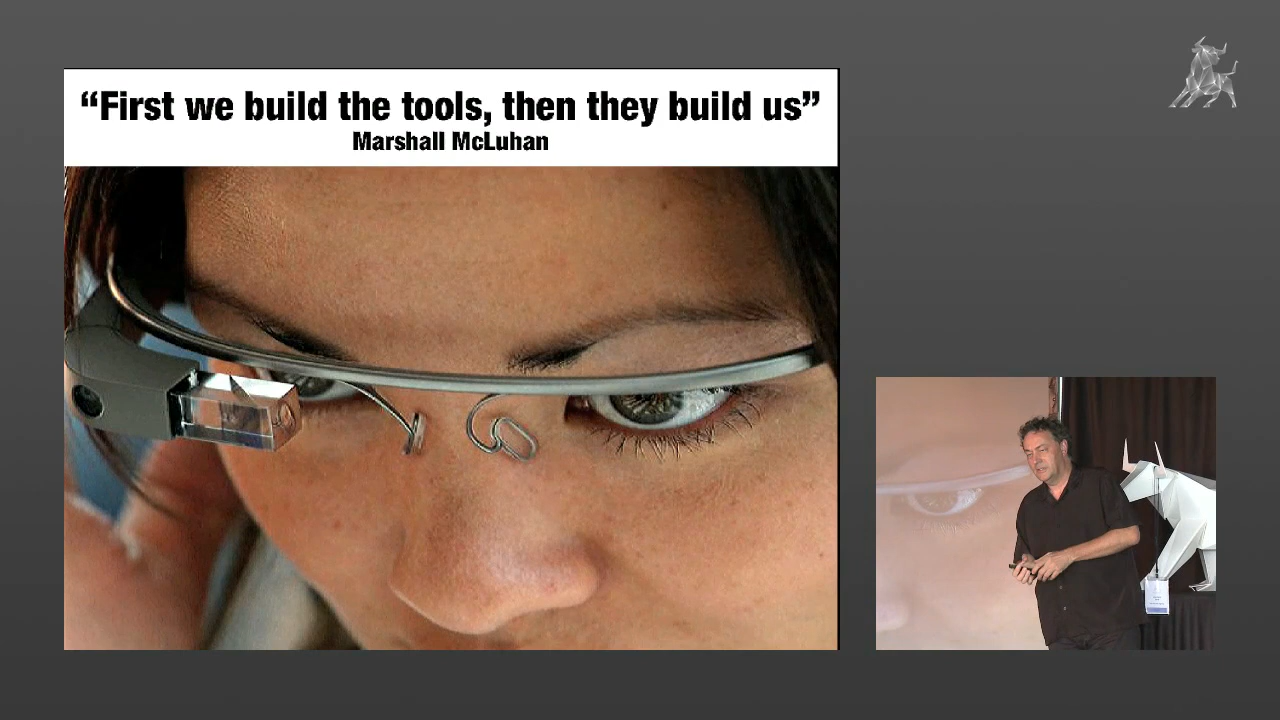 “First we build the tools, then they build us”
Marshall McLuhan